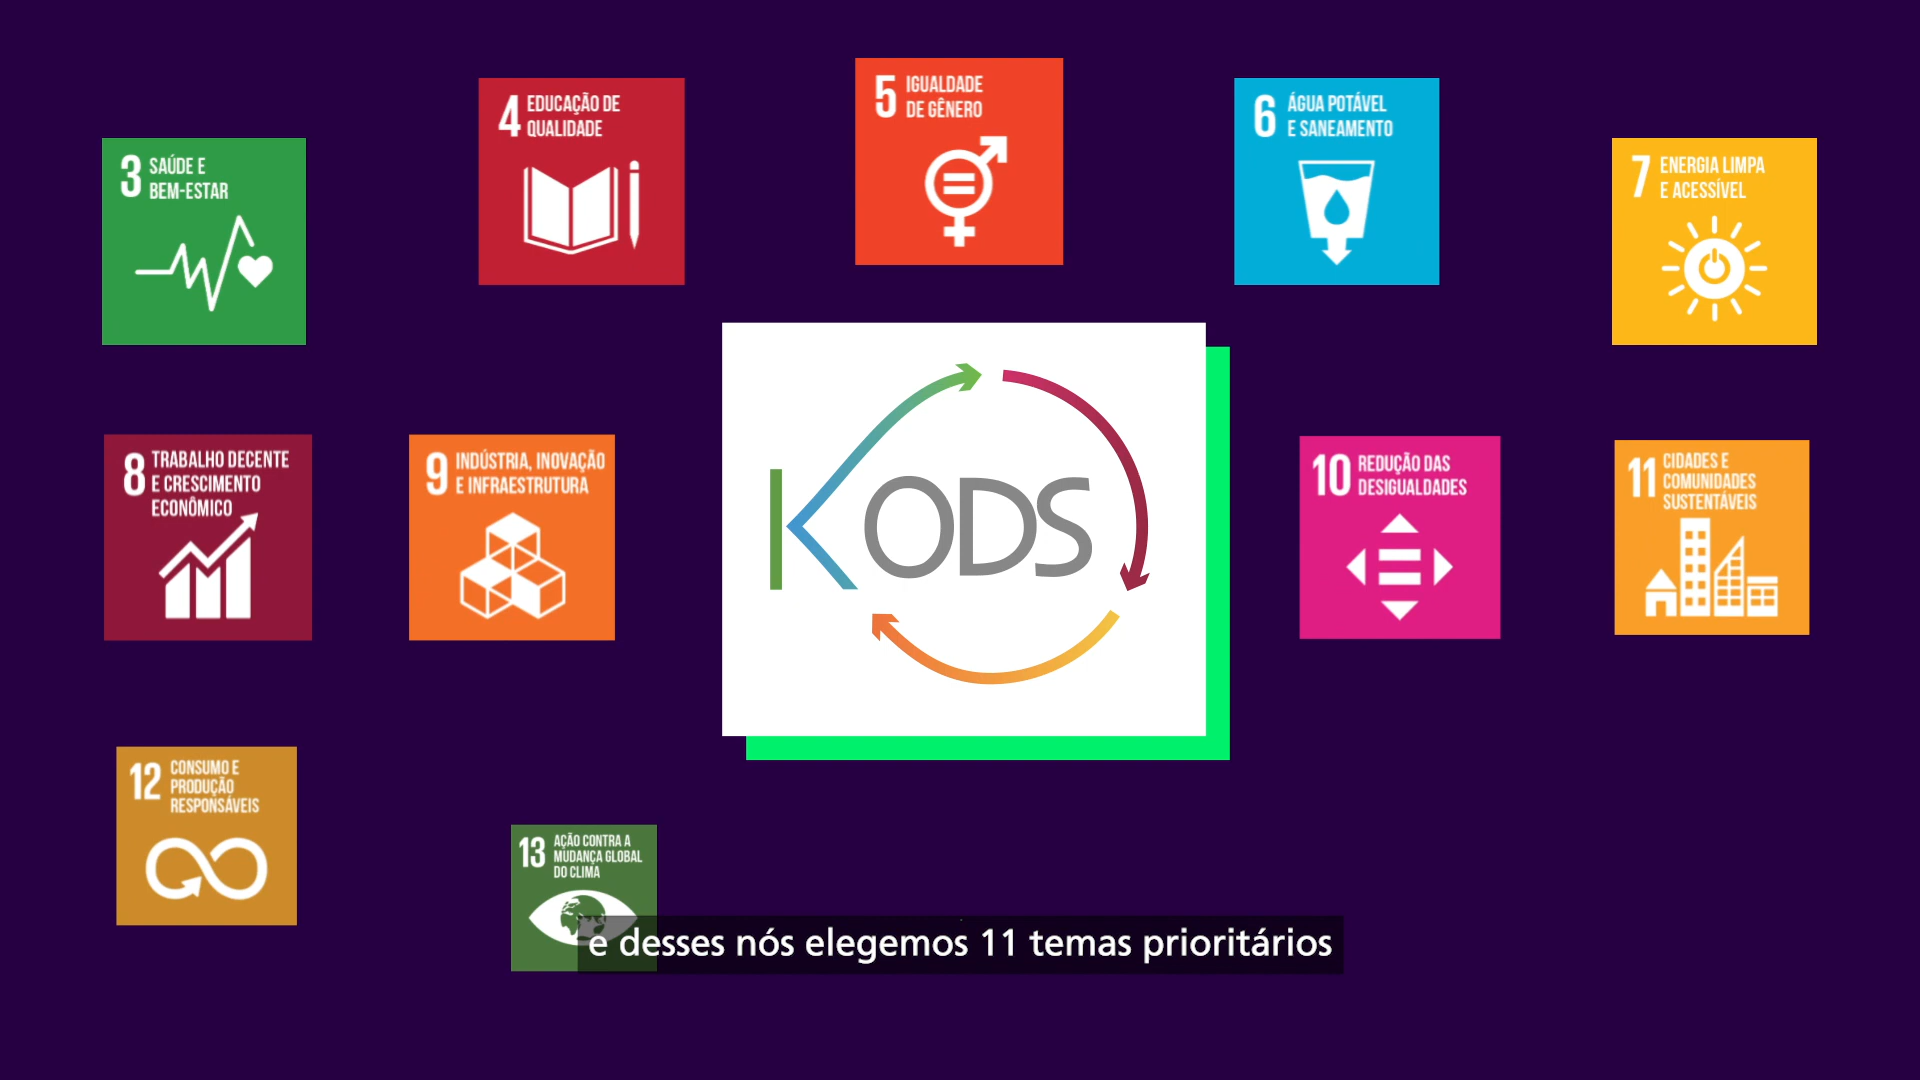 3 SAÚDE E
BEM-ESTAR
4 EDUCAÇÃO DE
QUALIDADE
5 IGUALDADE
DE GÊNERO
6 ÁGUA POTÁVEL
E SANEAMENTO
7 ENERGIA LIMPA
E ACESSÍVEL
8 TRABALHO DECENTE
E CRESCIMENTO
ECONÔMICO
9 INDÚSTRIA, INOVAÇÃO
E INFRAESTRUTURA
KODS
10 REDUÇÃO DAS
DESIGUALDADES
11 CIDADES E
COMUNIDADES
SUSTENTÁVEIS
12 CONSUMO E
PRODUÇÃO
RESPONSÁVEIS
13 AÇÃO CONTRA A
MUDANÇA GLOBAL
DO CLIMA
e desses nós elegemos 11 temas prioritários